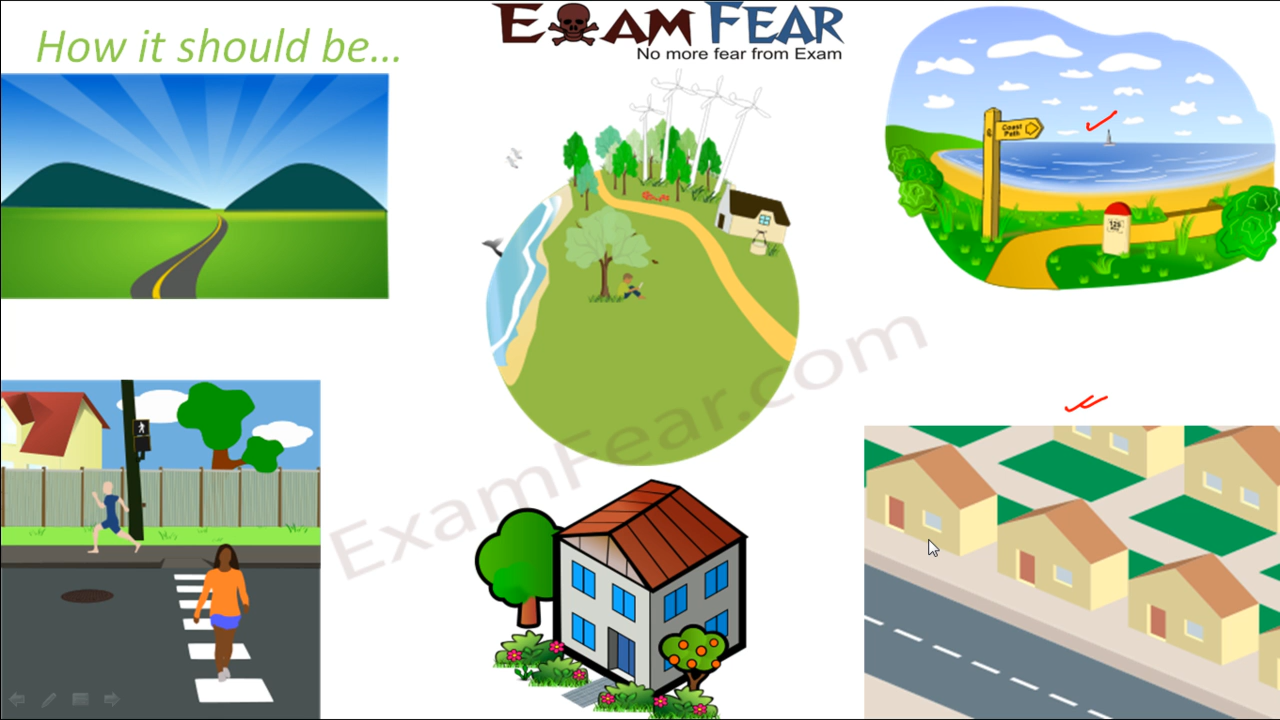 How it should be...
EXAM FEAR
No more fear from Exam
Coast
Path
ExamFear.com